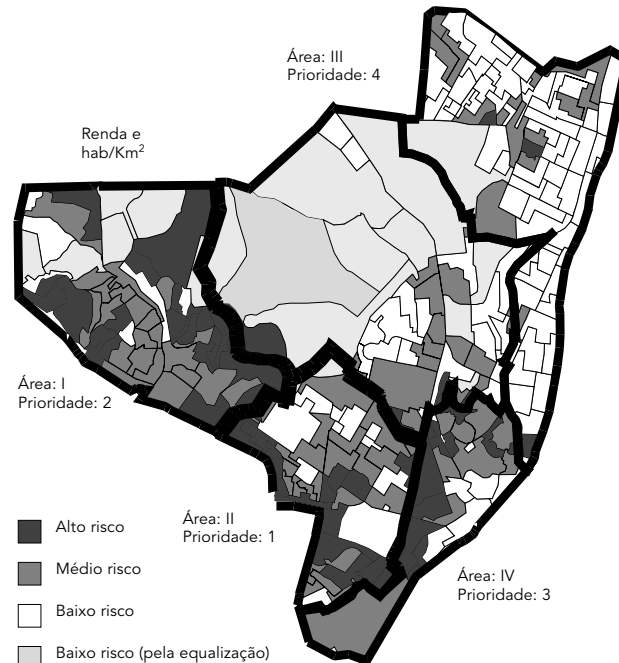 Área: III
Prioridade: 4
Renda e
hab/Km²
Área: I
Prioridade: 2
Área: II
Prioridade: 1
Área: IV
Prioridade: 3
Alto risco
Médio risco
Baixo risco
Baixo risco (pela equalização)